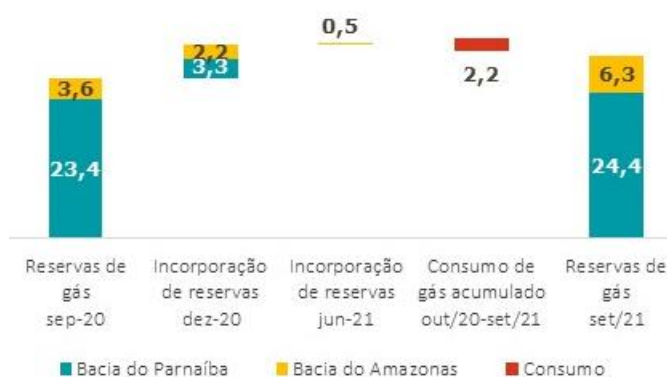 0,5
2,2
3,3
2,2
3,6
23,4
6,3
24,4
Reservas de
gás
sep-20
Incorporação
de reservas
dez-20
Incorporação
de reservas
jun-21
Consumo de
gás acumulado
out/20-set/21
Reservas de
gás
set/21
Bacia do Parnaíba
Bacia do Amazonas
Consumo